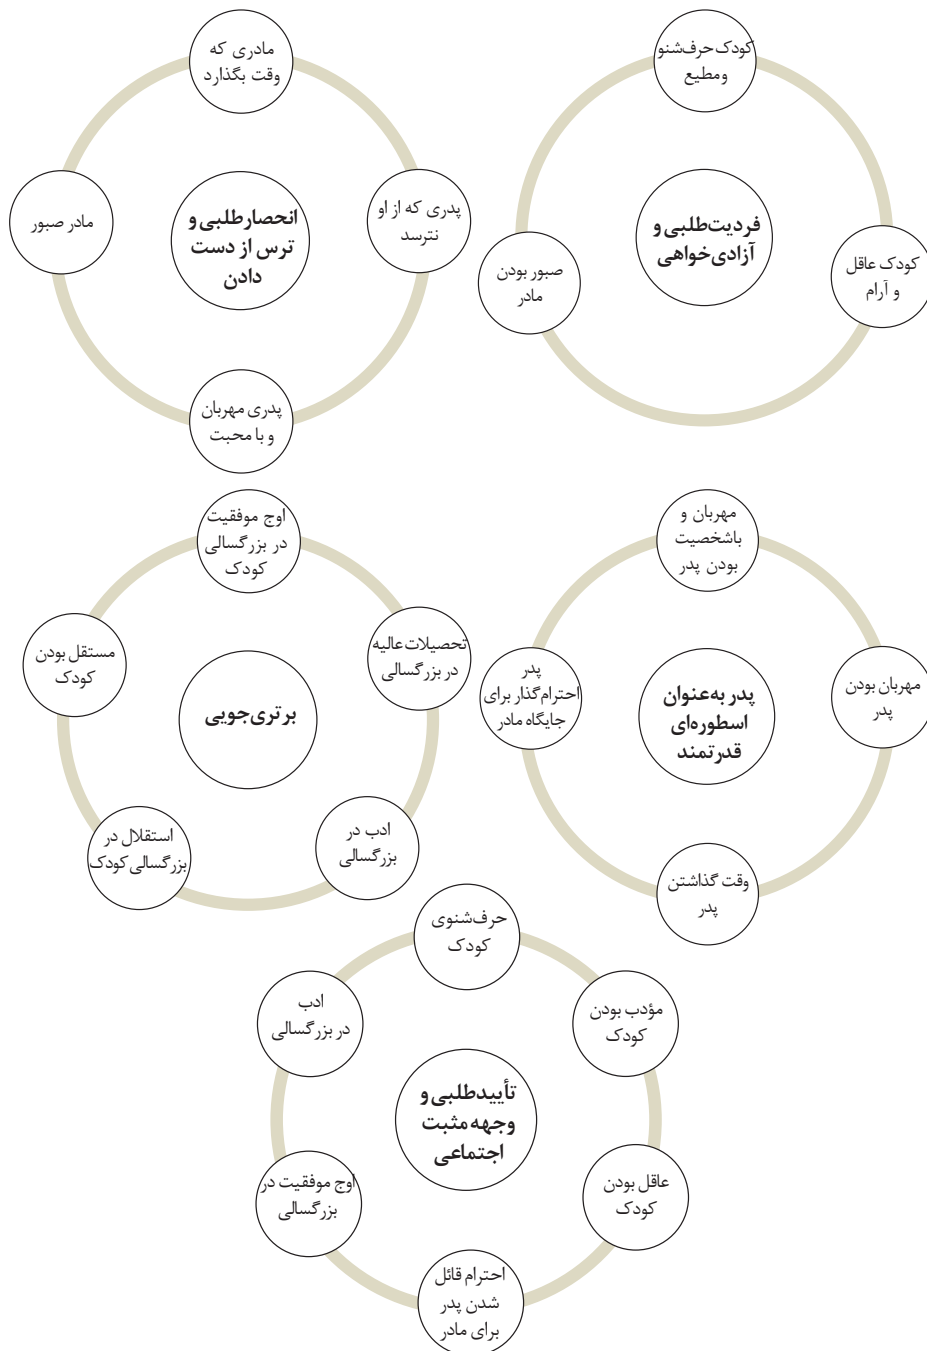 کودک حرف‌شنو
ومطیع
فردیت‌طلبی و
آزادی‌خواهی
کودک عاقل
و آرام
صبور بودن
مادر
مادری که
وقت بگذارد
پدری که از او
نترسد
انحصارطلبی و
ترس از دست
دادن
مادر صبور
پدری مهربان
و با محبت
مهربان و
باشخصیت
بودن پدر
مهربان بودن
پدر
پدر به‌عنوان
اسطوره‌ای
قدرتمند
پدر
احترام‌گذار برای
جایگاه مادر
وقت گذاشتن
پدر
اوج موفقیت
در بزرگسالی
کودک
تحصیلات عالیه
در بزرگسالی
برتری‌جویی
مستقل بودن
کودک
ادب در
بزرگسالی
استقلال در
بزرگسالی کودک
حرف‌شنوی
کودک
مؤدب بودن
کودک
ادب
در بزرگسالی
تأییدطلبی و
وجهه مثبت
اجتماعی
عاقل بودن
کودک
اوج موفقیت در
بزرگسالی
احترام قائل
شدن پدر
برای مادر